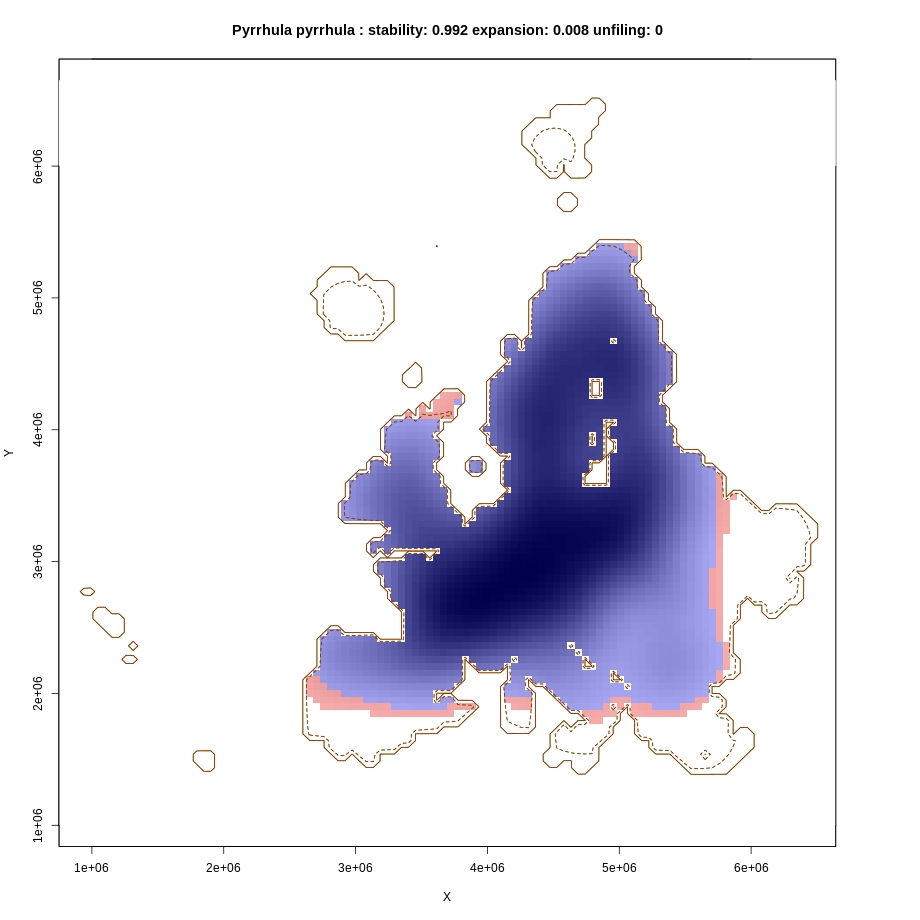 Pyrrhula pyrrhula : stability: 0.992 expansion: 0.008 unfiling: 0
6e+06
5e+06
4e+06
Y
3e+06
2e+06
1e+06
1e+06 2e+06 3e+06 4e+06 5e+06 6e+06
X